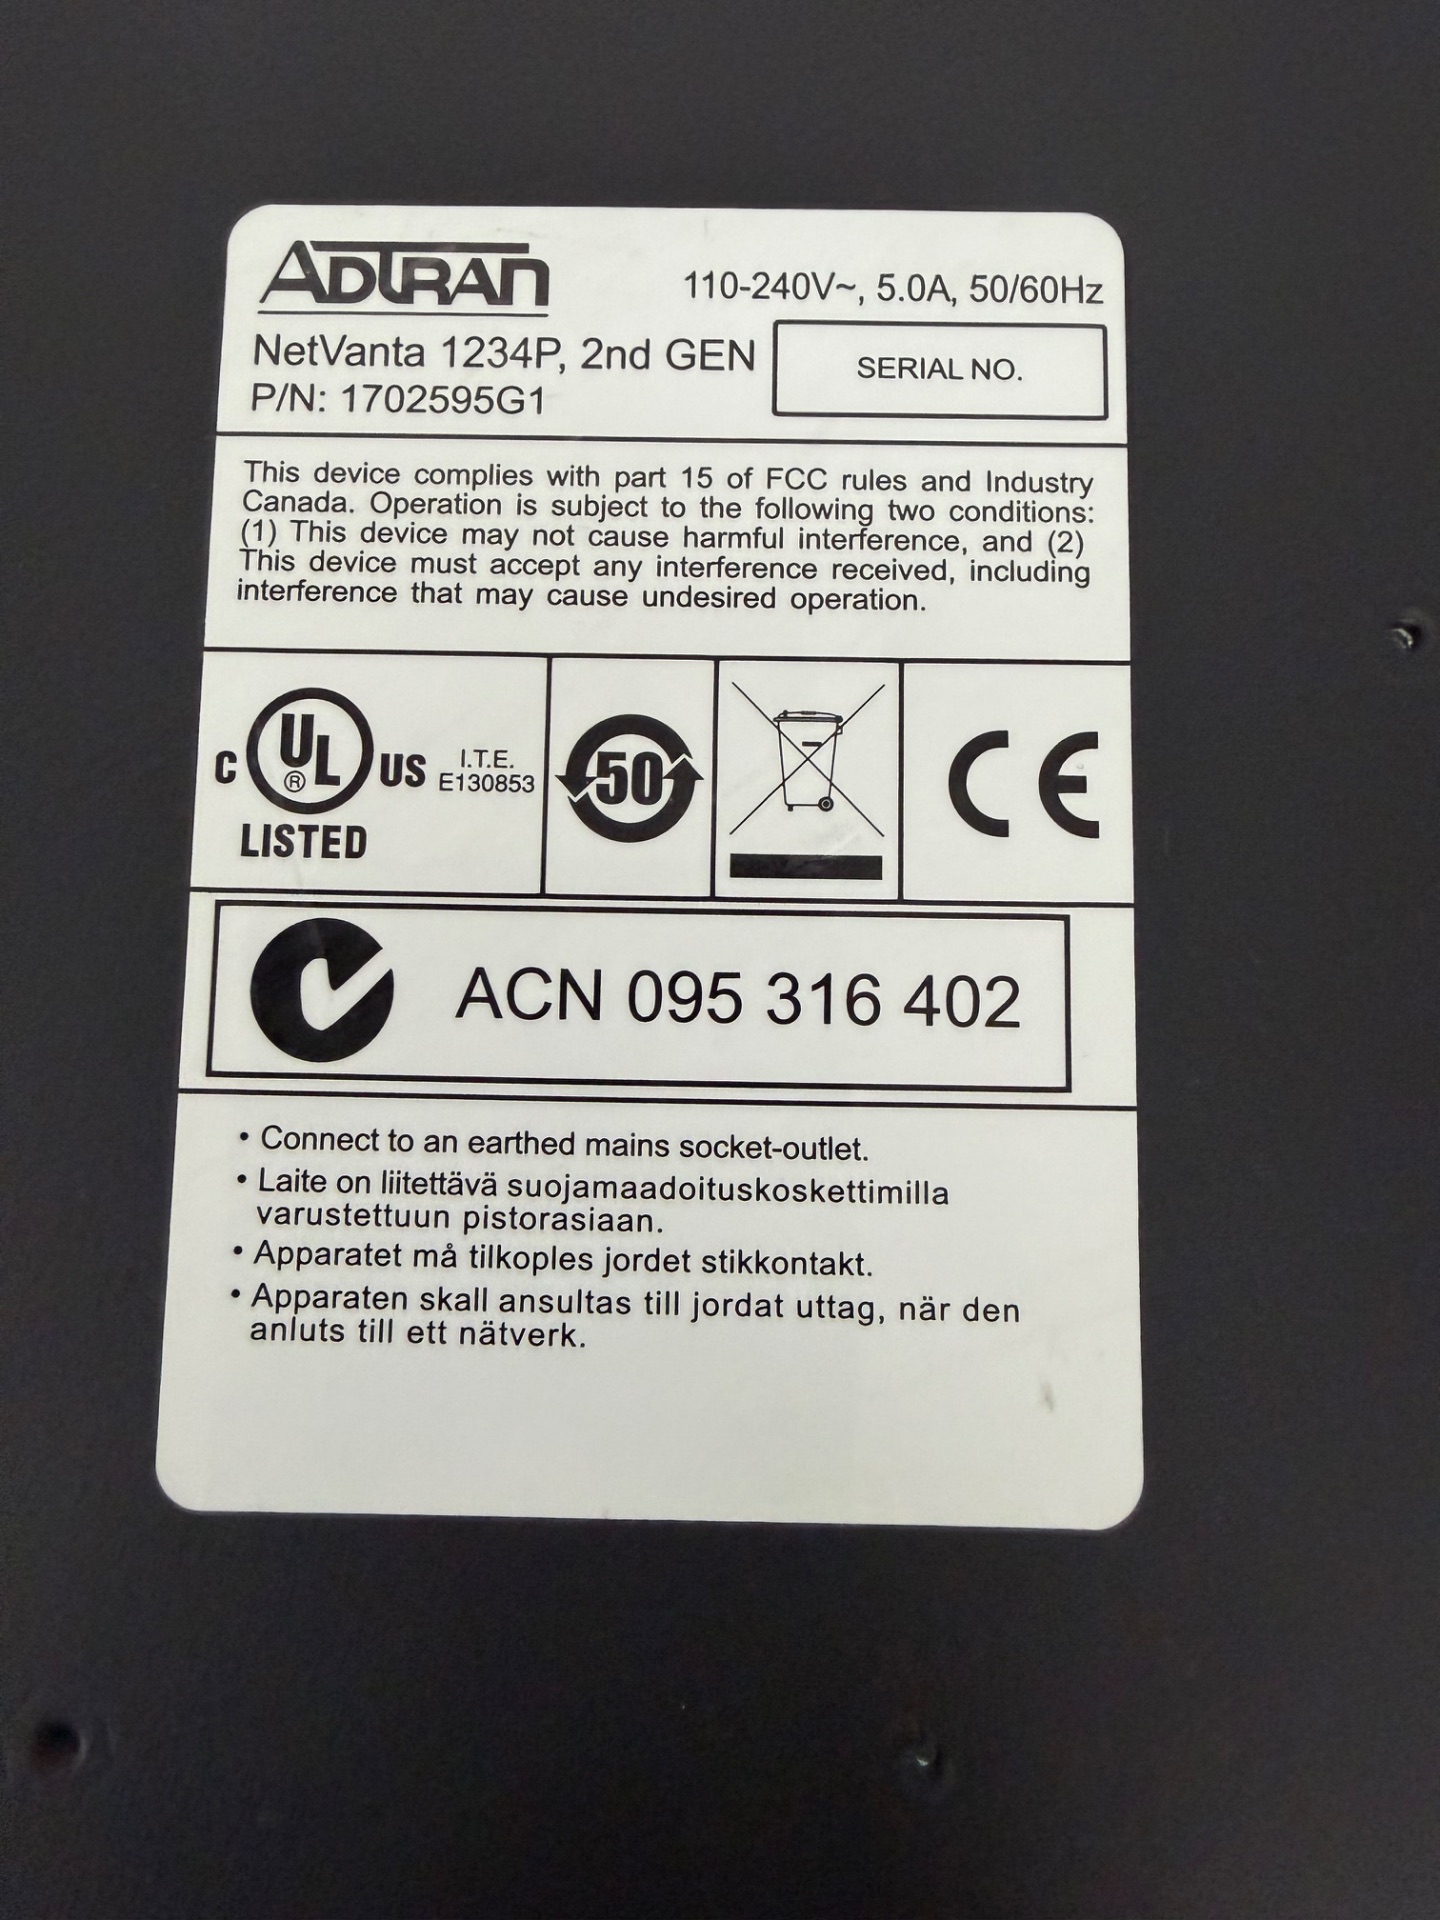 ADTRAN
110-240V~, 5.0A, 50/60Hz
NetVanta 1234P, 2nd GEN
P/N: 1702595G1
SERIAL NO.
This device complies with part 15 of FCC rules and Industry
Canada. Operation is subject to the following two conditions:
(1) This device may not cause harmful interference, and (2)
This device must accept any interference received, including
interference that may cause undesired operation.
C UL ® US
LISTED
I.T.E.
E130853
50
CE
ACN 095 316 402
• Connect to an earthed mains socket-outlet.
• Laite on liitettävä suojamaadoituskoskettimilla
varustettuun pistorasiaan.
• Apparatet må tilkoples jordet stikkontakt.
• Apparaten skall ansultas till jordat uttag, när den
anluts till ett nätverk.